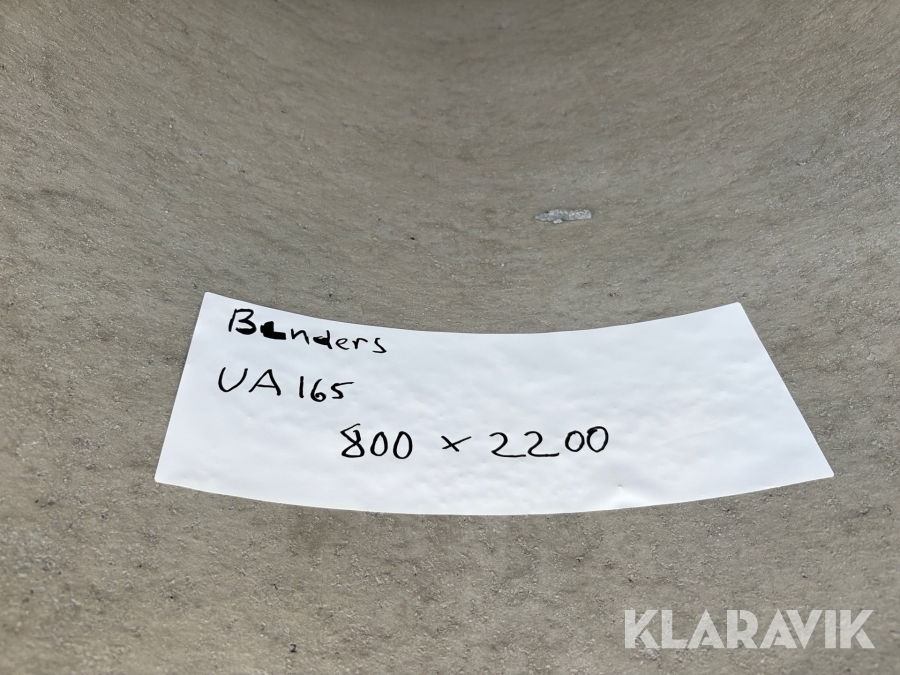 Benders
UA 165
800 x 2200
KLARAVIK